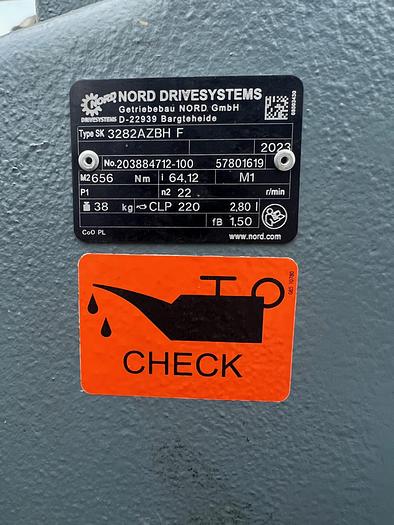 NORD DRIVESYSTEMS
NORD
DRIVESYSTEMS
Getriebebau NORD GmbH
D-22939 Bargteheide
Type SK 3282AZBH F
2023
No. 203884712-100 57801619
M2 656 Nm i 64,12 M1
P1 n2 22 r/min
38 kg CLP 220 2,80 l
fB 1,50
CoO PL www.nord.com
CHECK